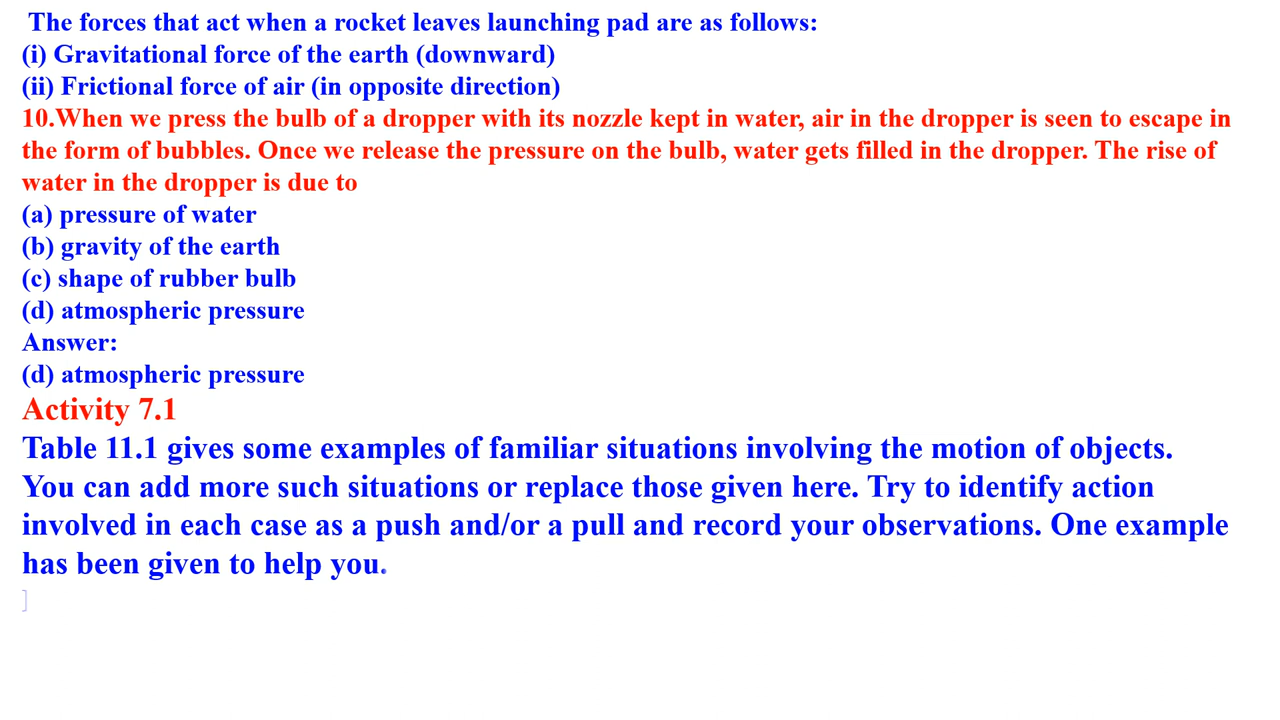 The forces that act when a rocket leaves launching pad are as follows:
(i) Gravitational force of the earth (downward)
(ii) Frictional force of air (in opposite direction)
10.When we press the bulb of a dropper with its nozzle kept in water, air in the dropper is seen to escape in
the form of bubbles. Once we release the pressure on the bulb, water gets filled in the dropper. The rise of
water in the dropper is due to
(a) pressure of water
(b) gravity of the earth
(c) shape of rubber bulb
(d) atmospheric pressure
Answer:
(d) atmospheric pressure
Activity 7.1
Table 11.1 gives some examples of familiar situations involving the motion of objects.
You can add more such situations or replace those given here. Try to identify action
involved in each case as a push and/or a pull and record your observations. One example
has been given to help you.
]